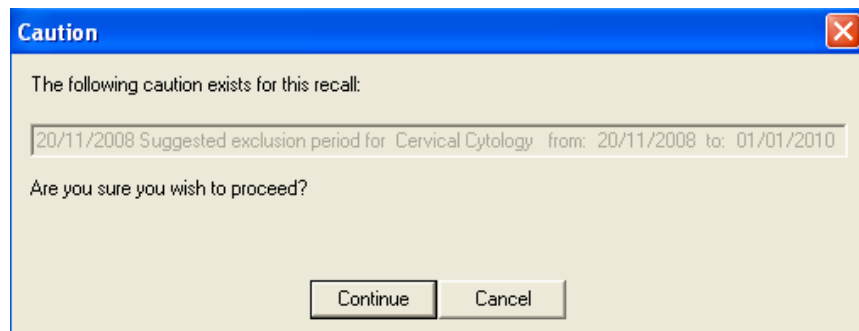 Caution
The following caution exists for this recall:
20/11/2008 Suggested exclusion period for Cervical Cytology from: 20/11/2008 to: 01/01/2010
Are you sure you wish to proceed?
Continue Cancel